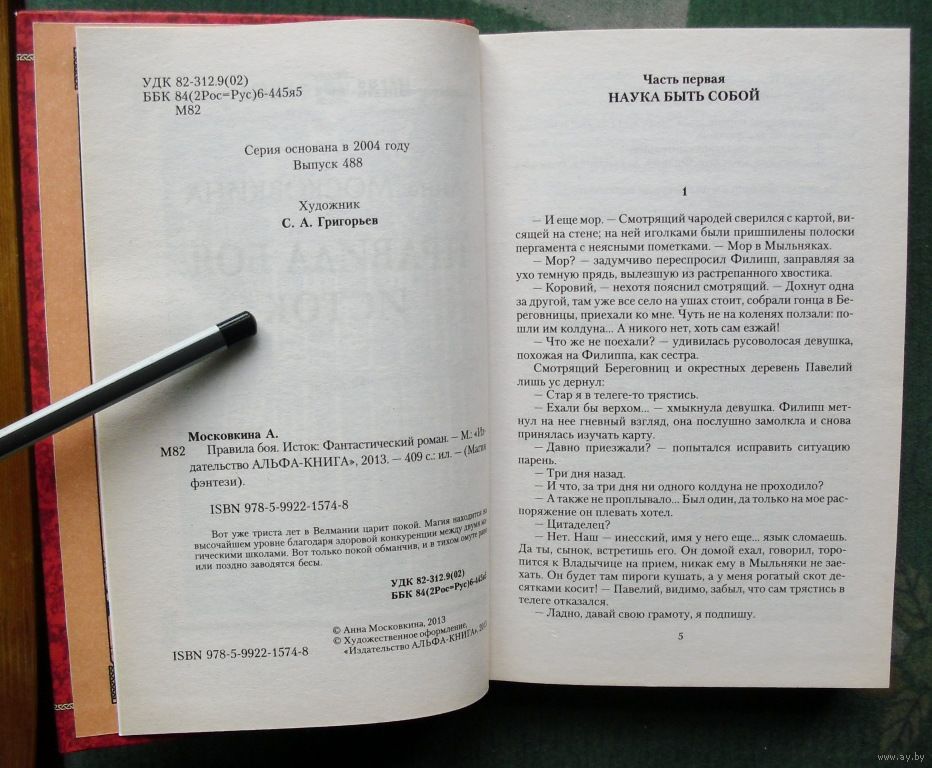 УДК 82-312.9(02)
ББК 84(2Рос=Рус)6-445я5
М82
Серия основана в 2004 году
Выпуск 488
Художник
С. А. Григорьев
Московкина А.
М82 Правила боя. Исток: Фантастический роман. — М.: «Из-
дательство АЛЬФА-КНИГА», 2013. — 409 с.: ил. — (Магия
фэнтези).
ISBN 978-5-9922-1574-8
Вот уже триста лет в Велмании царит покой. Магия находится на
высочайшем уровне благодаря здоровой конкуренции между двумя ма-
гическими школами. Вот только покой обманчив, и в тихом омуте рано
или поздно заводятся бесы.
УДК 82-312.9(02)
ББК 84(2Рос=Рус)6-445я5
© Анна Московкина, 2013
© Художественное оформление,
«Издательство АЛЬФА-КНИГА», 2013
ISBN 978-5-9922-1574-8
Часть первая
НАУКА БЫТЬ СОБОЙ
1
— И еще мор. — Смотрящий чародей сверился с картой, ви-
сящей на стене; на ней иголками были пришпилены полоски
пергамента с неясными пометками. — Мор в Мыльняках.
— Мор? — задумчиво переспросил Филипп, заправляя за
ухо темную прядь, вылезшую из растрепанного хвостика.
— Коровий, — нехотя пояснил смотрящий. — Дохнут одна
за другой, там уже все село на ушах стоит, собрали гонца в Бе-
реговницы, приехали ко мне. Чуть не на коленях ползали: по-
шли им колдуна... А никого нет, хоть сам езжай!
— Что же не поехали? — удивилась русоволосая девушка,
похожая на Филиппа, как сестра.
Смотрящий Береговниц и окрестных деревень Павелий
лишь ус дернул:
— Стар я в телеге-то трястись.
— Ехали бы верхом... — хмыкнула девушка. Филипп мет-
нул на нее гневный взгляд, она послушно замолкла и снова
принялась изучать карту.
— Давно приезжали? — попытался исправить ситуацию
парень.
— Три дня назад.
— И что, за три дня ни одного колдуна не проходило?
— А также не проплывало... Был один, да только на мое рас-
поряжение он плевать хотел.
— Цитаделец?
— Нет. Наш — инесский, имя у него еще... язык сломаешь.
Да ты, сынок, встретишь его. Он домой ехал, говорил, торо-
пится к Владычице на прием, никак ему в Мыльняки не зае-
хать. Он будет там пироги кушать, а у меня рогатый скот де-
сятками косит! — Павелий, видимо, забыл, что сам трястись в
телеге отказался.
— Ладно, давай свою грамоту, я подпишу.
5
www.ay.by